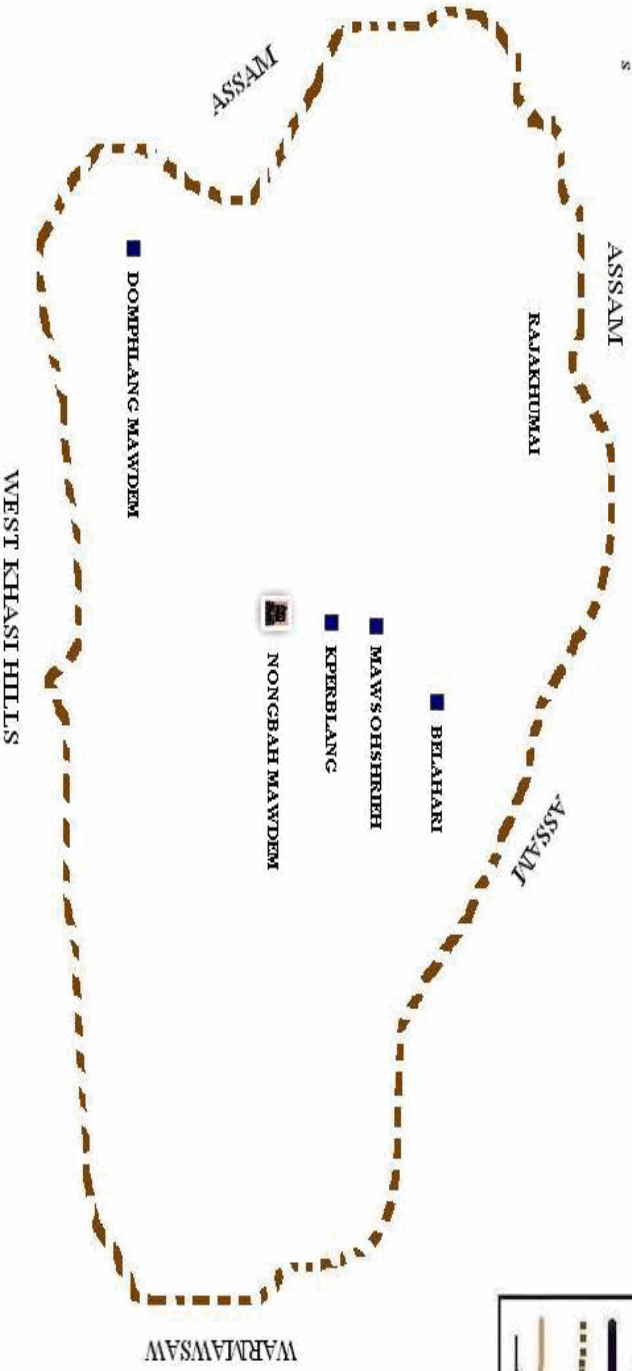 s
ASSAM
ASSAM
RAJAKHUMAI
ASSAM
BELAHARI
MAWSOHSHRIEH
KPERBLANG
NONGBAH MAWDEM
DOMPHLANG MAWDEM
WEST KHASI HILLS
WARMAWSAW